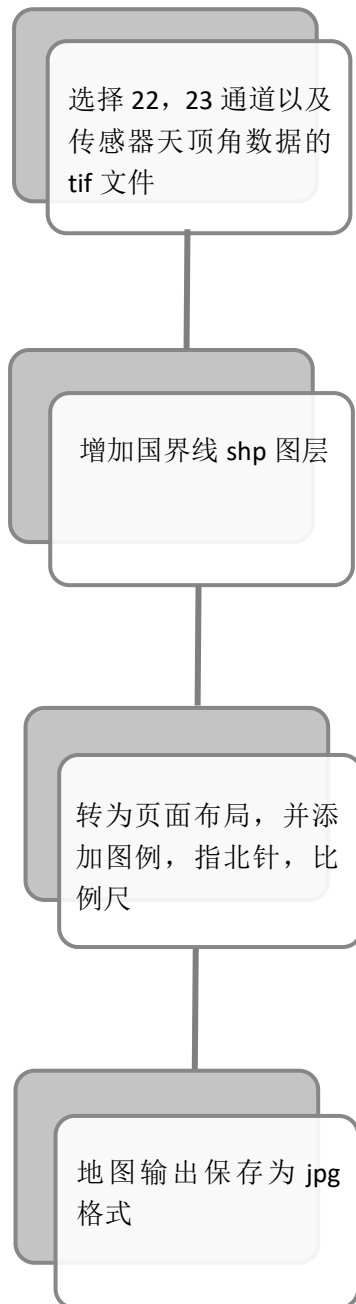 选择 22，23 通道以及
传感器天顶角数据的
tif 文件
增加国界线 shp 图层
转为页面布局，并添
加图例，指北针，比
例尺
地图输出保存为 jpg
格式